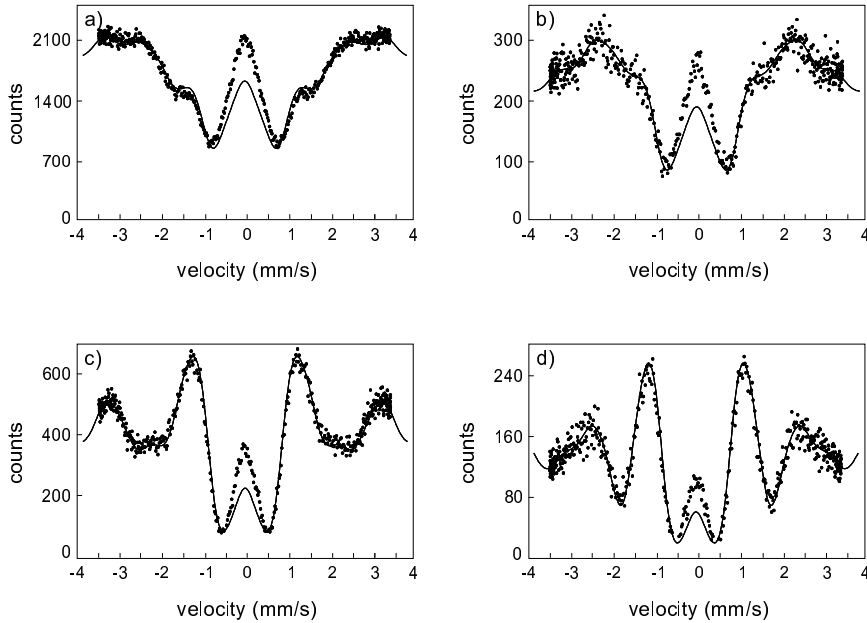 a)
2100
1400
700
0
counts
-4 -3 -2 -1 0 1 2 3 4
velocity (mm/s)
b)
300
200
100
0
counts
-4 -3 -2 -1 0 1 2 3 4
velocity (mm/s)
c)
600
400
200
0
counts
-4 -3 -2 -1 0 1 2 3 4
velocity (mm/s)
d)
240
160
80
0
counts
-4 -3 -2 -1 0 1 2 3 4
velocity (mm/s)